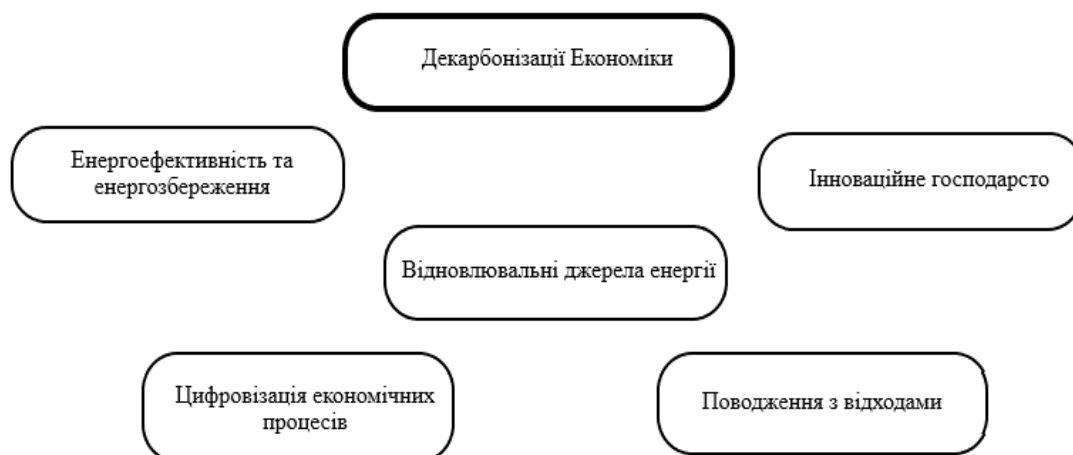 Декарбонізації Економіки
Енергоефективність та
енергозбереження
Інноваційне господарсто
Відновлювальні джерела енергії
Цифровізація економічних
процесів
Поводження з відходами